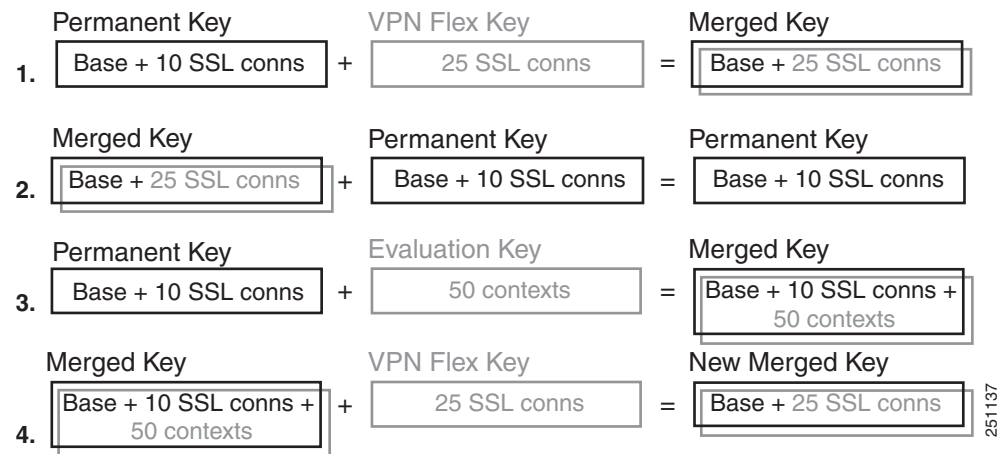 Permanent Key VPN Flex Key Merged Key
1. Base + 10 SSL conns + 25 SSL conns = Base + 25 SSL conns
Merged Key Permanent Key Permanent Key
2. Base + 25 SSL conns + Base + 10 SSL conns = Base + 10 SSL conns
Permanent Key Evaluation Key Merged Key
3. Base + 10 SSL conns + 50 contexts = Base + 10 SSL conns +
50 contexts
Merged Key VPN Flex Key New Merged Key
4. Base + 10 SSL conns + + 25 SSL conns = Base + 25 SSL conns
50 contexts
251137